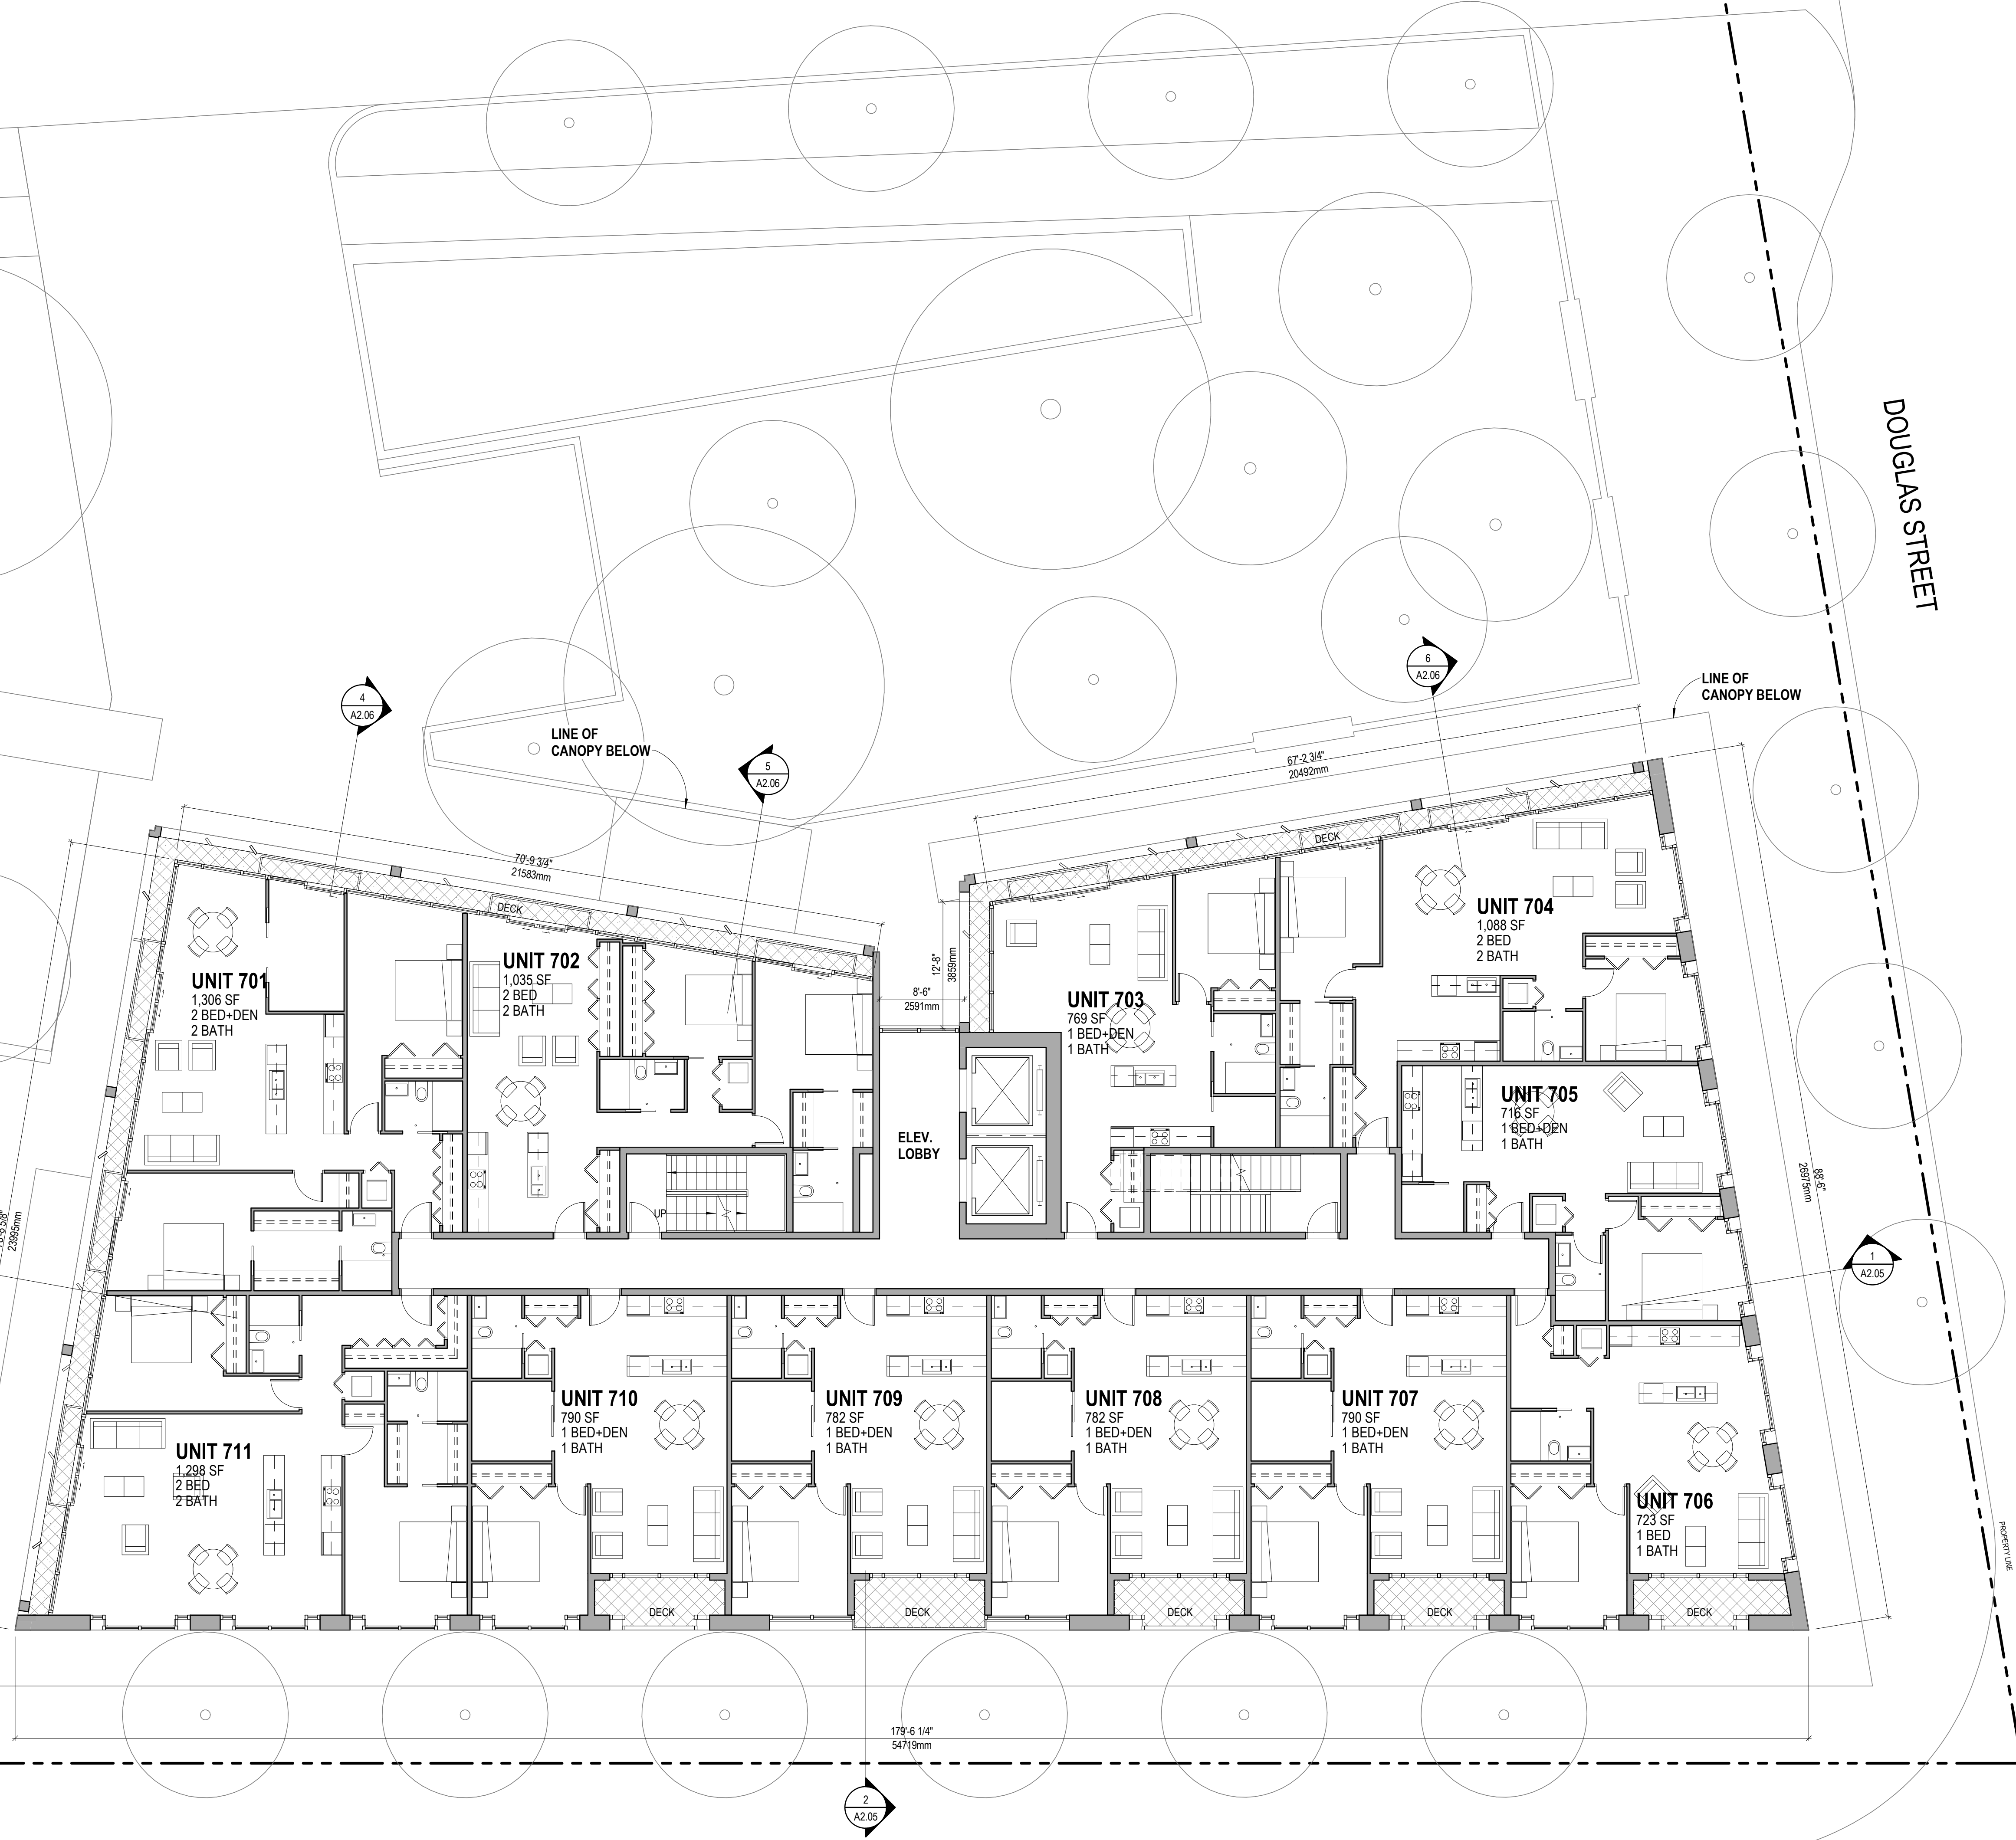 DOUGLAS STREET
6
A2.06
LINE OF
CANOPY BELOW
4
A2.06
LINE OF
CANOPY BELOW
5
A2.06
67'-2 3/4"
20492mm
70'-9 3/4"
21583mm
DECK
DECK
UNIT 701
1,306 SF
2 BED+DEN
2 BATH
UNIT 702
1,035 SF
2 BED
2 BATH
12'-8"
3859mm
8'-6"
2591mm
UNIT 703
769 SF
1 BED+DEN
1 BATH
UNIT 704
1,088 SF
2 BED
2 BATH
UNIT 705
716 SF
1 BED+DEN
1 BATH
ELEV.
LOBBY
UP
88'-6"
26975mm
23995mm
1
A2.05
UNIT 711
1,298 SF
2 BED
2 BATH
UNIT 710
790 SF
1 BED+DEN
1 BATH
UNIT 709
782 SF
1 BED+DEN
1 BATH
UNIT 708
782 SF
1 BED+DEN
1 BATH
UNIT 707
790 SF
1 BED+DEN
1 BATH
UNIT 706
723 SF
1 BED
1 BATH
PROPERTY LINE
DECK
DECK
DECK
DECK
DECK
179'-6 1/4"
54719mm
2
A2.05